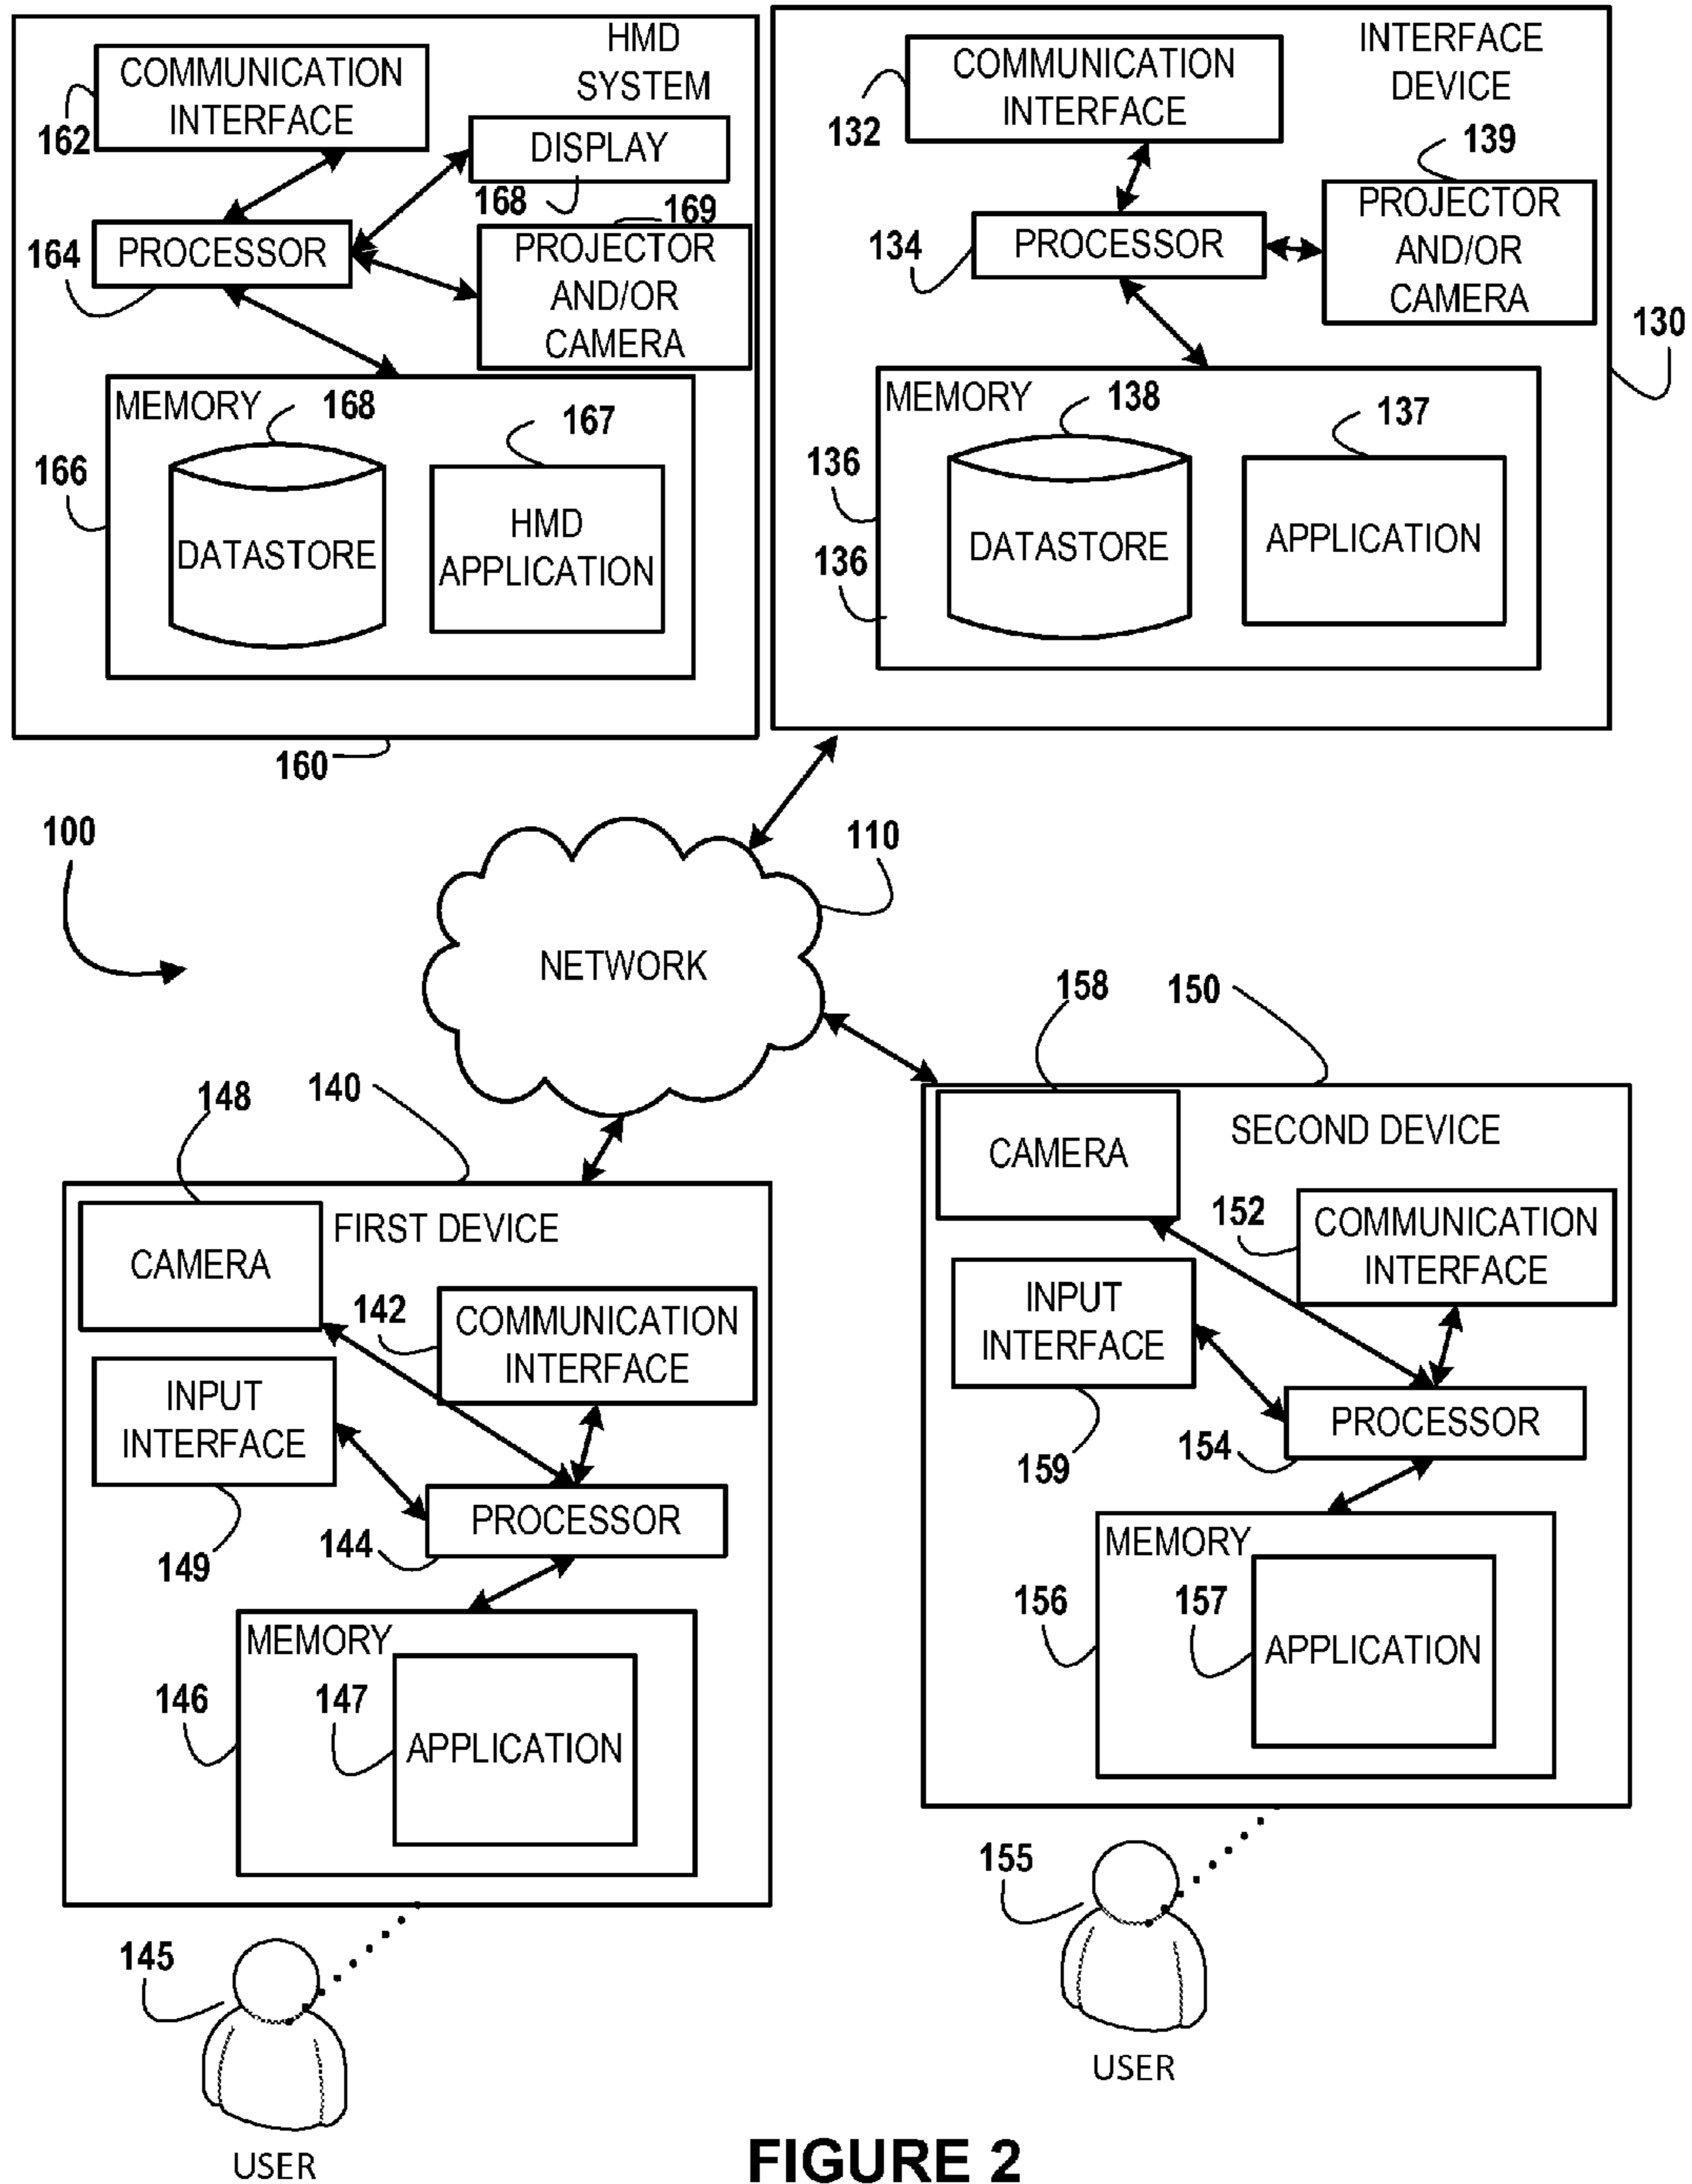 HMD
SYSTEM
COMMUNICATION
INTERFACE
162
DISPLAY
168
169
PROCESSOR
164
PROJECTOR
AND/OR
CAMERA
MEMORY
168
167
166
DATASTORE
HMD
APPLICATION
160
INTERFACE
DEVICE
COMMUNICATION
INTERFACE
132
139
PROJECTOR
AND/OR
CAMERA
PROCESSOR
134
130
MEMORY
138
137
136
136
DATASTORE
APPLICATION
100
110
NETWORK
158
150
148
140
CAMERA
SECOND DEVICE
152
COMMUNICATION
INTERFACE
INPUT
INTERFACE
PROCESSOR
154
159
MEMORY
156
157
APPLICATION
155
USER
CAMERA
FIRST DEVICE
142
COMMUNICATION
INTERFACE
INPUT
INTERFACE
PROCESSOR
144
149
MEMORY
146
147
APPLICATION
145
USER
FIGURE 2